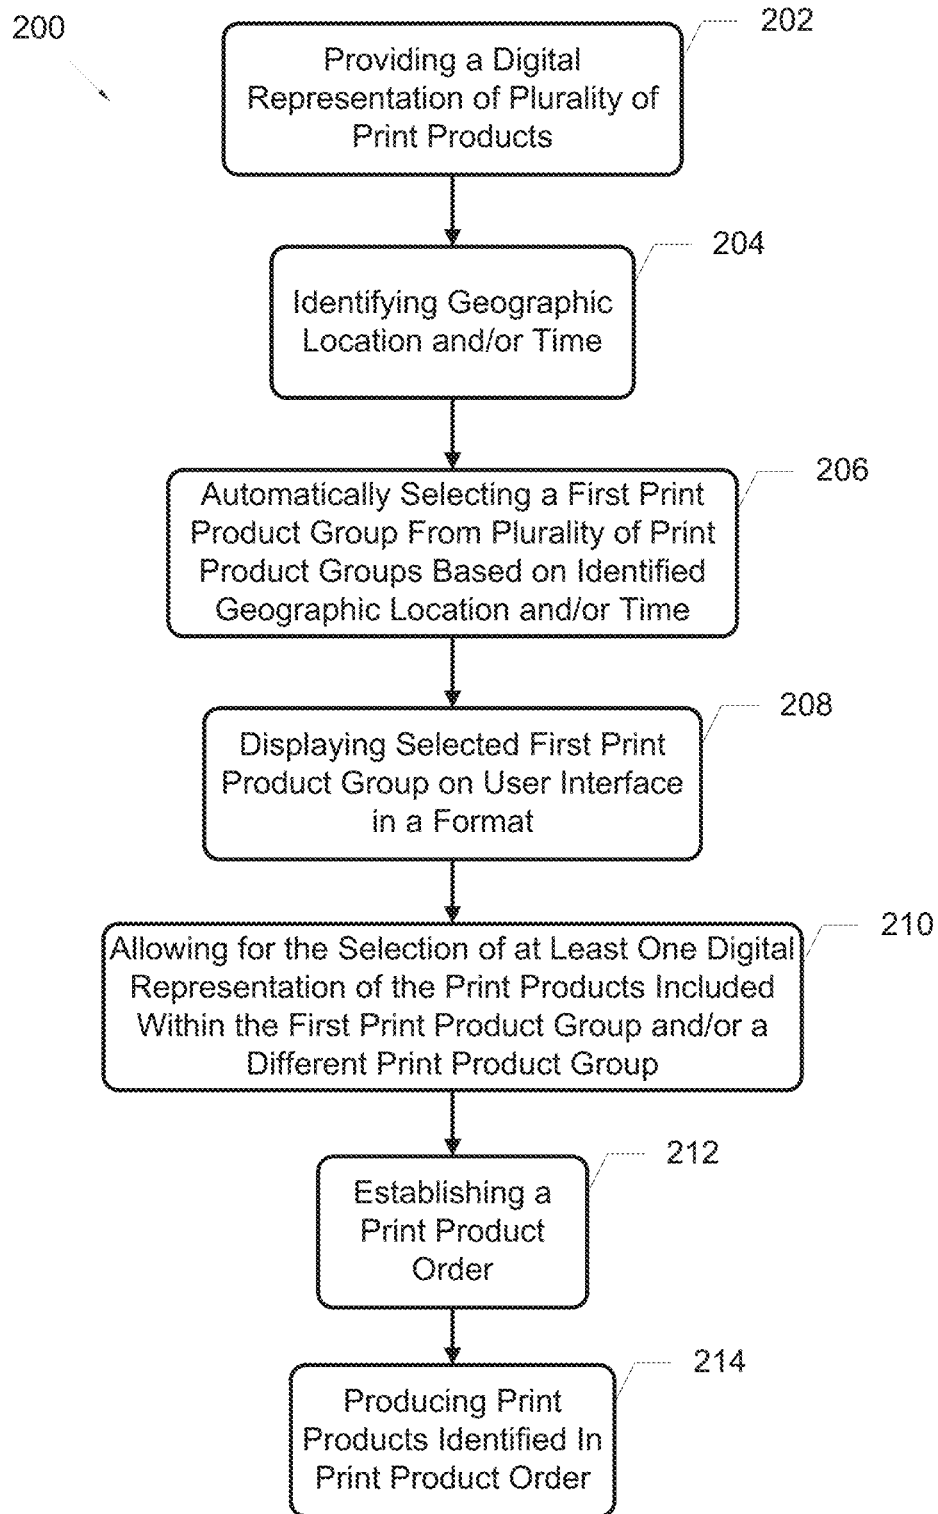 200
202
Providing a Digital
Representation of Plurality of
Print Products
204
Identifying Geographic
Location and/or Time
206
Automatically Selecting a First Print
Product Group From Plurality of Print
Product Groups Based on Identified
Geographic Location and/or Time
208
Displaying Selected First Print
Product Group on User Interface
in a Format
210
Allowing for the Selection of at Least One Digital
Representation of the Print Products Included
Within the First Print Product Group and/or a
Different Print Product Group
212
Establishing a
Print Product
Order
214
Producing Print
Products Identified In
Print Product Order